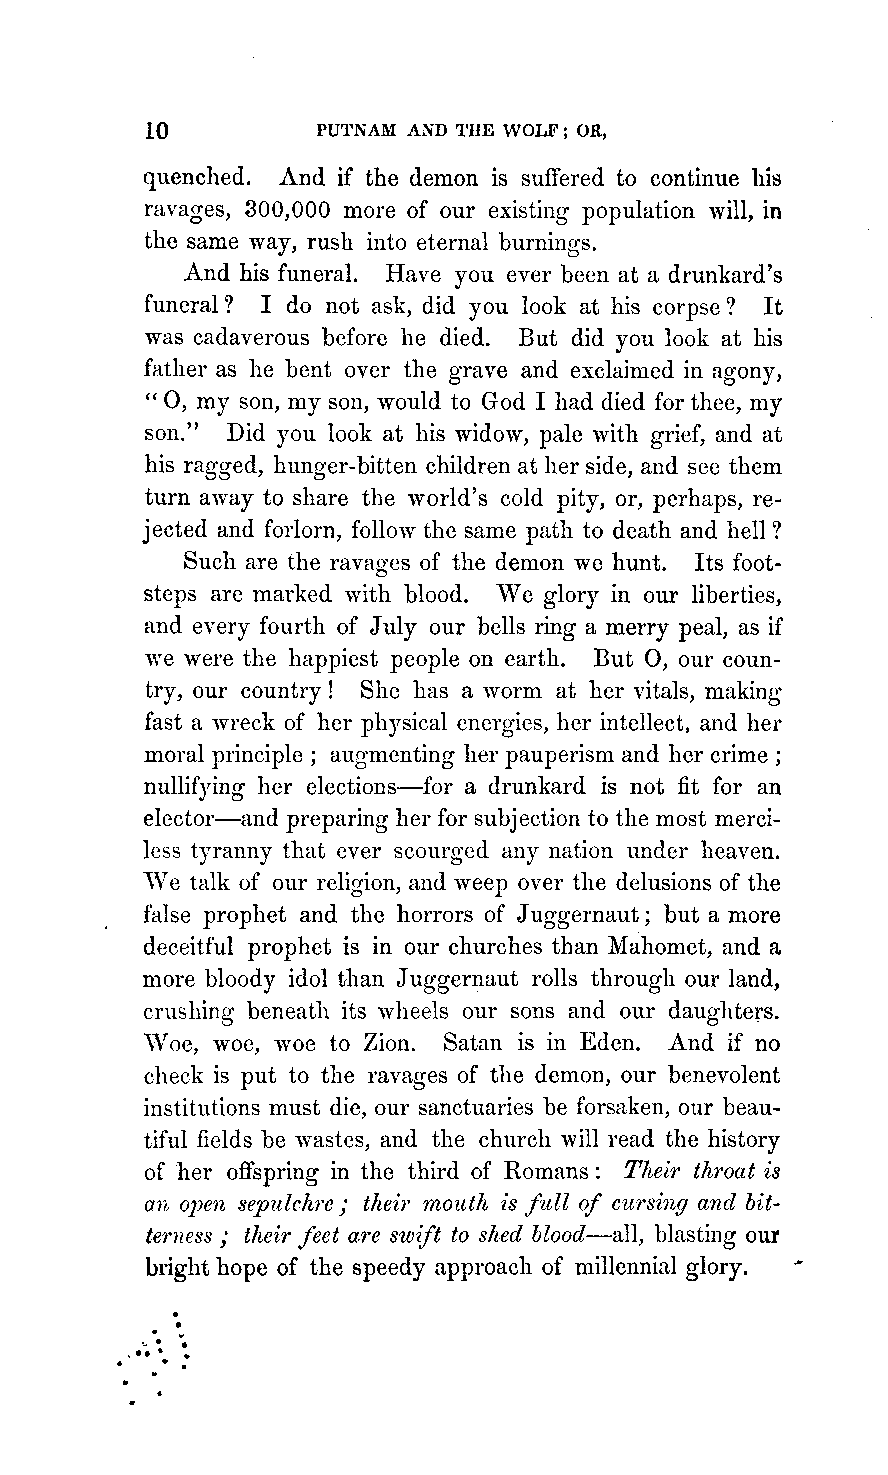 10 PUTNAM AND THE WOLF; OR,
quenched. And if the demon is suffered to continue his
ravages, 300,000 more of our existing population will, in
the same way, rush into eternal burnings.
And his funeral. Have you ever been at a drunkard's
funeral? I do not ask, did you look at his corpse? It
was cadaverous before he died. But did you look at his
father as he bent over the grave and exclaimed in agony,
"O, my son, my son, would to God I had died for thee, my
son." Did you look at his widow, pale with grief, and at
his ragged, hunger-bitten children at her side, and see them
turn away to share the world's cold pity, or, perhaps, re-
jected and forlorn, follow the same path to death and hell?
Such are the ravages of the demon we hunt. Its foot-
steps are marked with blood. We glory in our liberties,
and every fourth of July our bells ring a merry peal, as if
we were the happiest people on earth. But O, our coun-
try, our country! She has a worm at her vitals, making
fast a wreck of her physical energies, her intellect, and her
moral principle; augmenting her pauperism and her crime;
nullifying her elections—for a drunkard is not fit for an
elector—and preparing her for subjection to the most merci-
less tyranny that ever scourged any nation under heaven.
We talk of our religion, and weep over the delusions of the
false prophet and the horrors of Juggernaut; but a more
deceitful prophet is in our churches than Mahomet, and a
more bloody idol than Juggernaut rolls through our land,
crushing beneath its wheels our sons and our daughters.
Woe, woe, woe to Zion. Satan is in Eden. And if no
check is put to the ravages of the demon, our benevolent
institutions must die, our sanctuaries be forsaken, our beau-
tiful fields be wastes, and the church will read the history
of her offspring in the third of Romans: Their throat is
an open sepulchre; their mouth is full of cursing and bit-
terness; their feet are swift to shed blood—all, blasting our
bright hope of the speedy approach of millennial glory.